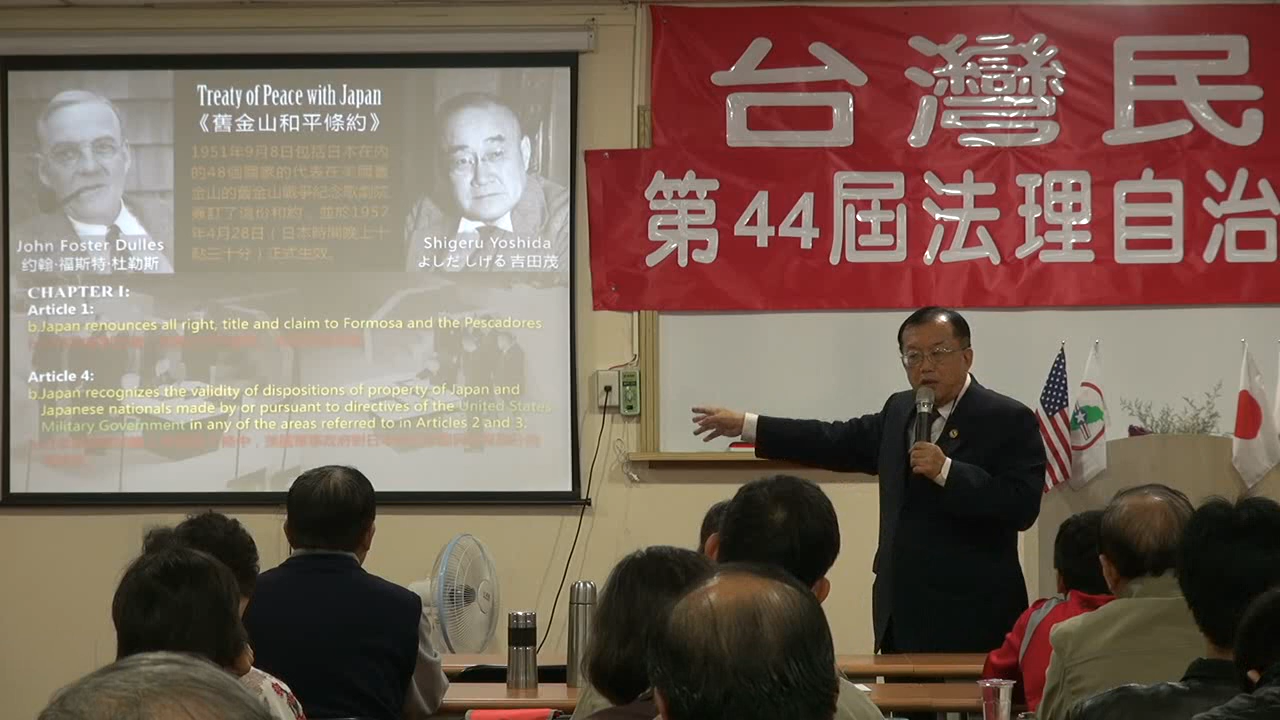 Treaty of Peace with Japan
《舊金山和平條約》
1951年9月8日包括日本在內
的48個國家的代表在美國舊
金山的舊金山戰爭紀念歌劇院
簽訂了這份和約，並於1952
年4月28日（日本時間晚上十
點三十分）正式生效。
John Foster Dulles
约翰·福斯特·杜勒斯
Shigeru Yoshida
よしだ しげる 吉田茂
CHAPTER I:
Article 1:
b.Japan renounces all right, title and claim to Formosa and the Pescadores.
Article 4:
b.Japan recognizes the validity of dispositions of property of Japan and
Japanese nationals made by or pursuant to directives of the United States
Military Government in any of the areas referred to in Articles 2 and 3.
台灣民
第44屆法理自治